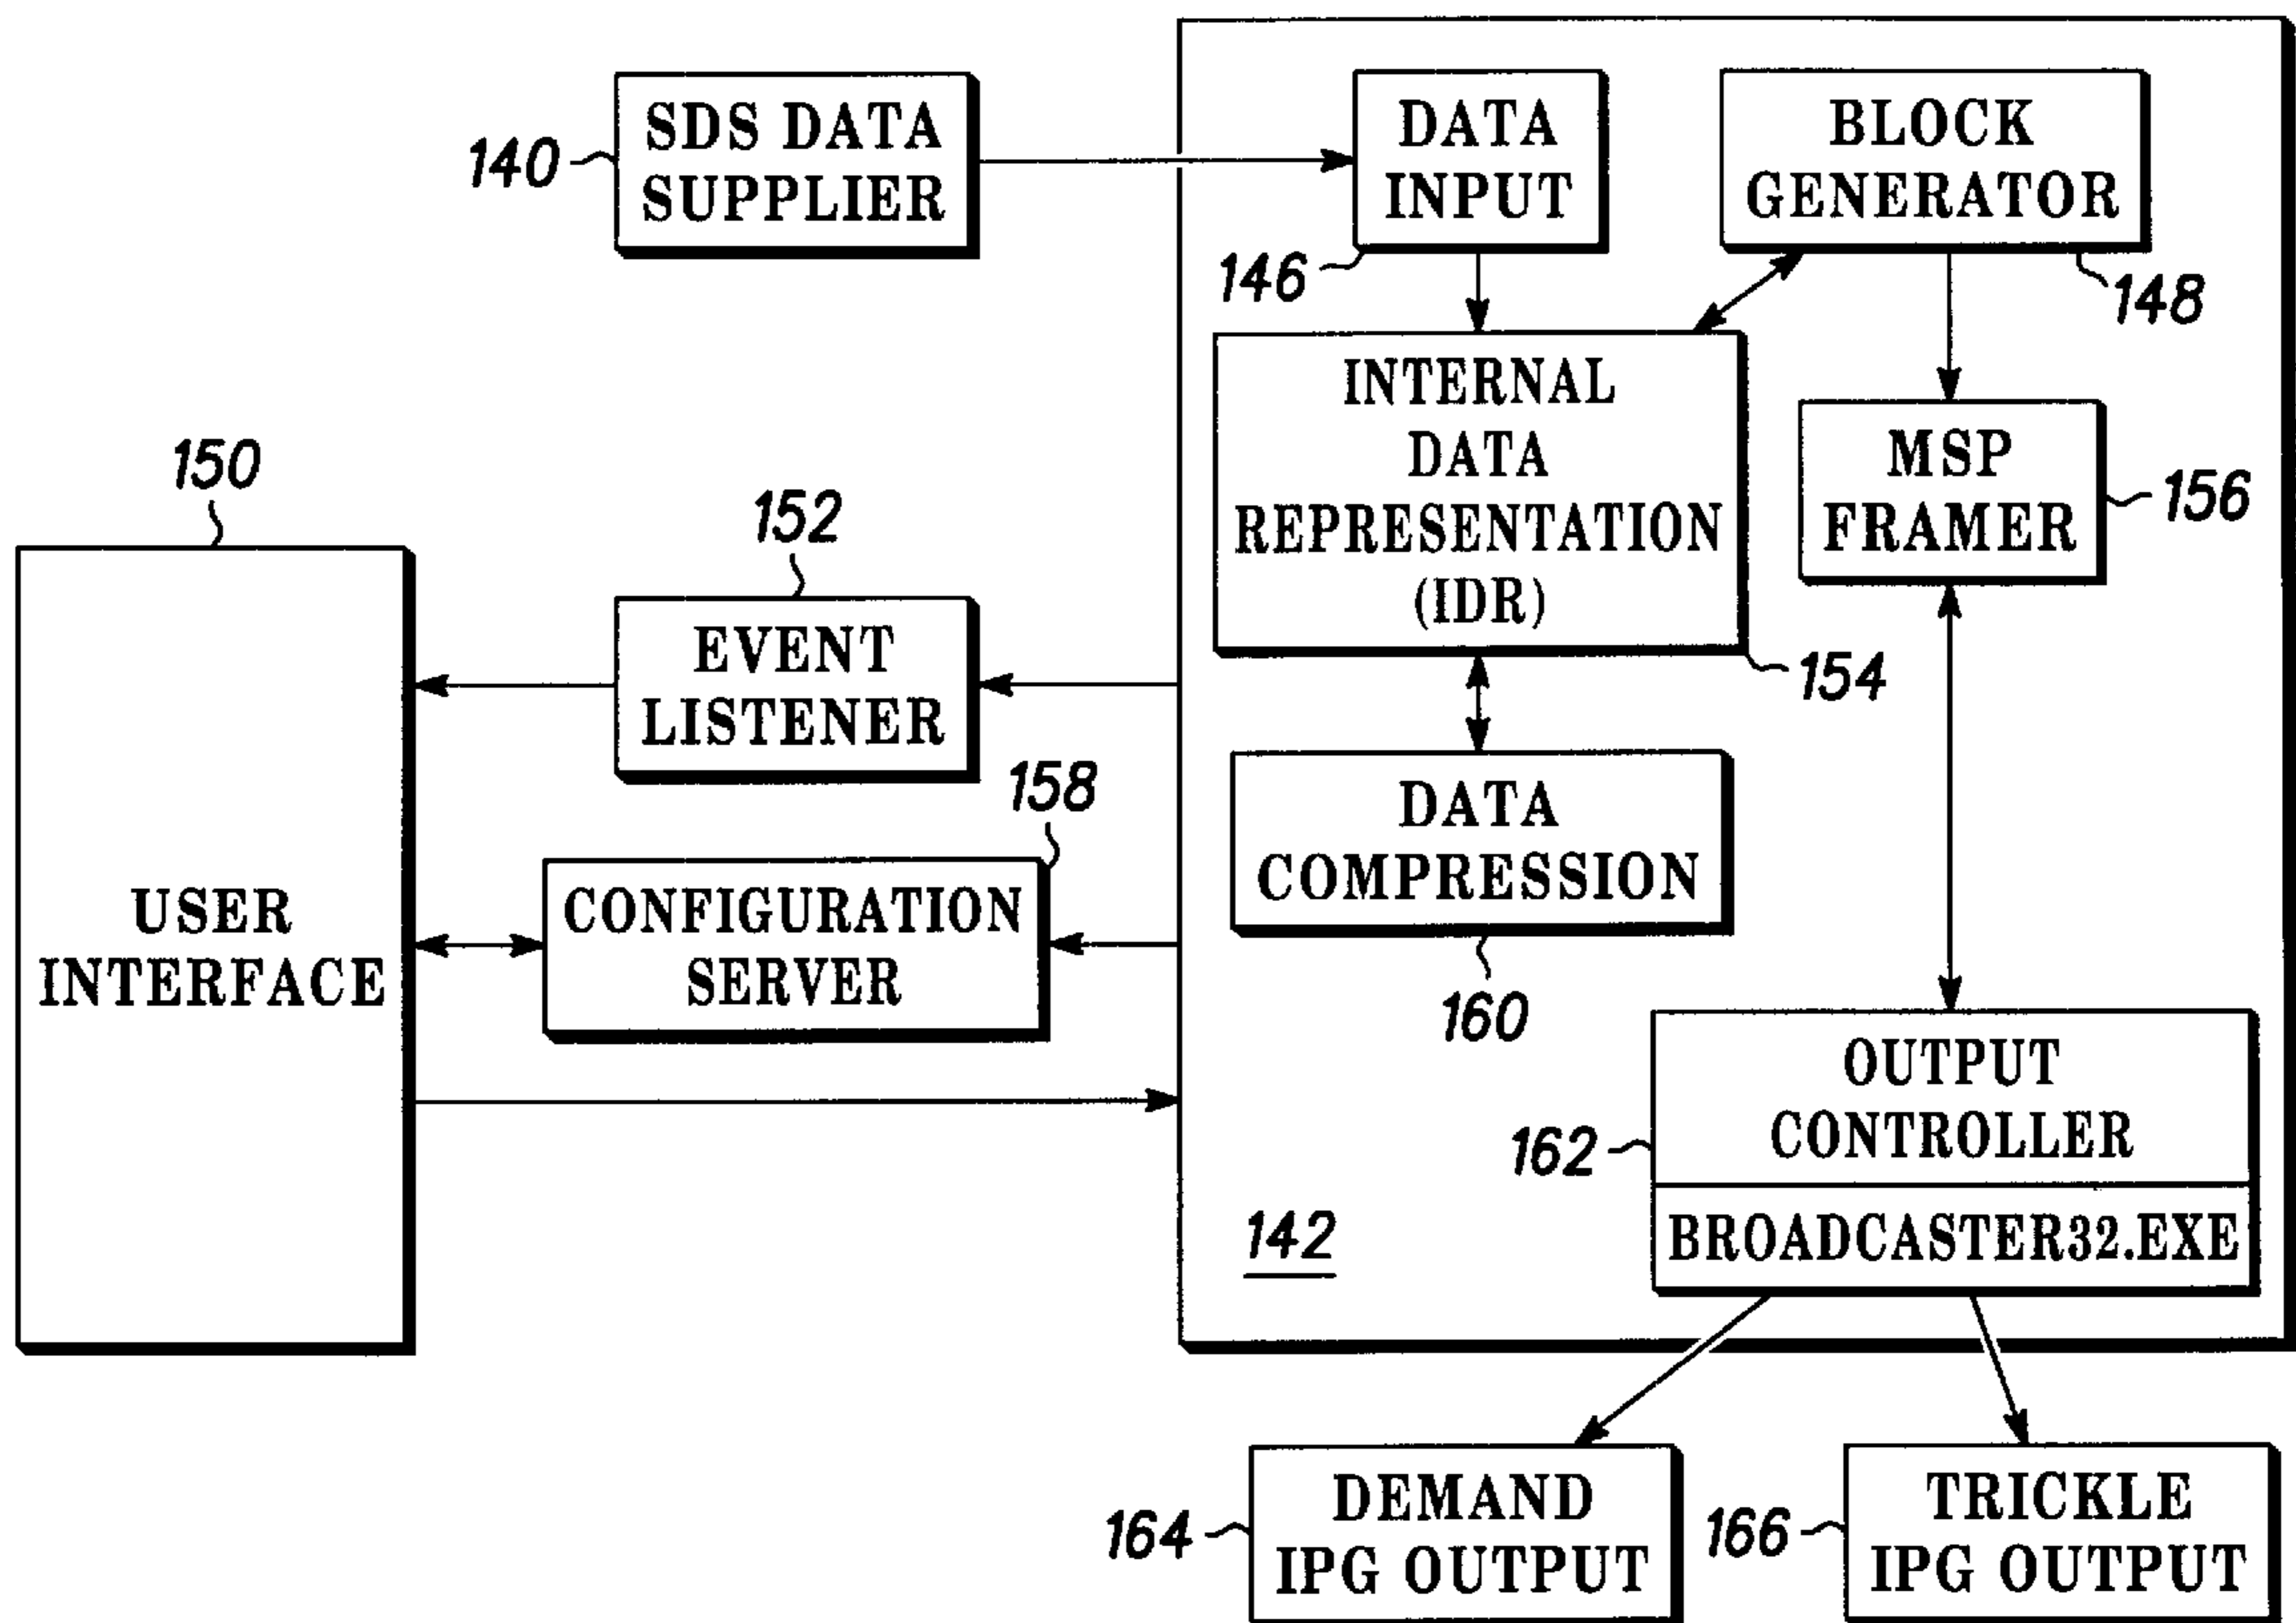 SDS DATA
SUPPLIER
140
DATA
INPUT
146
BLOCK
GENERATOR
148
INTERNAL
DATA
REPRESENTATION
(IDR)
154
MSP
FRAMER
156
150
USER
INTERFACE
152
EVENT
LISTENER
158
CONFIGURATION
SERVER
DATA
COMPRESSION
160
OUTPUT
CONTROLLER
162
BROADCASTER32.EXE
142
164
DEMAND
IPG OUTPUT
166
TRICKLE
IPG OUTPUT